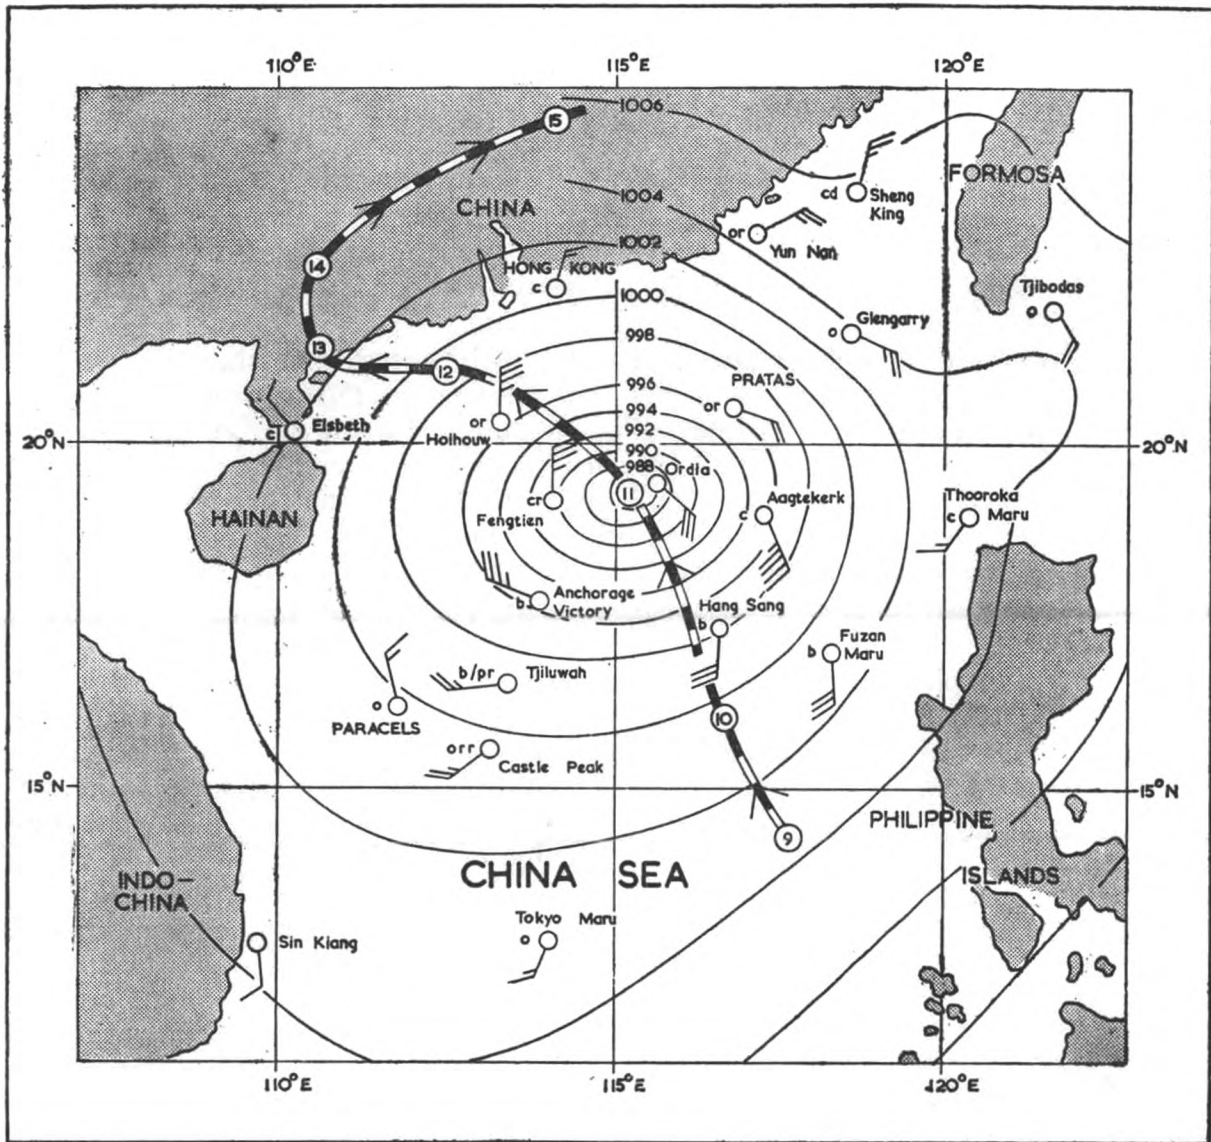 110°E 115°E 120°E
1006
15
FORMOSA
cd Sheng
King
1004
CHINA
or
Yun Nan
1002
14
HONG KONG
c
Tjibodas
o
1000
Glengarry
o
13
998
12
996
PRATAS
or
994
or
Hoihouw
Elsbeth
c
992
20°N 20°N
990
988
Ordia
11
cr
Fengtien
Aagtekerk
c
Thooroka
Maru
c
HAINAN
Anchorage
Victory
b
Hang Sang
b
Fuzan
Maru
b
b/pr Tjiluwah
o
PARACELS
10
orr
Castle Peak
15°N 15°N
9
PHILIPPINE
ISLANDS
CHINA SEA
INDO-
CHINA
Tokyo Maru
o
Sin Kiang
110°E 115°E 120°E